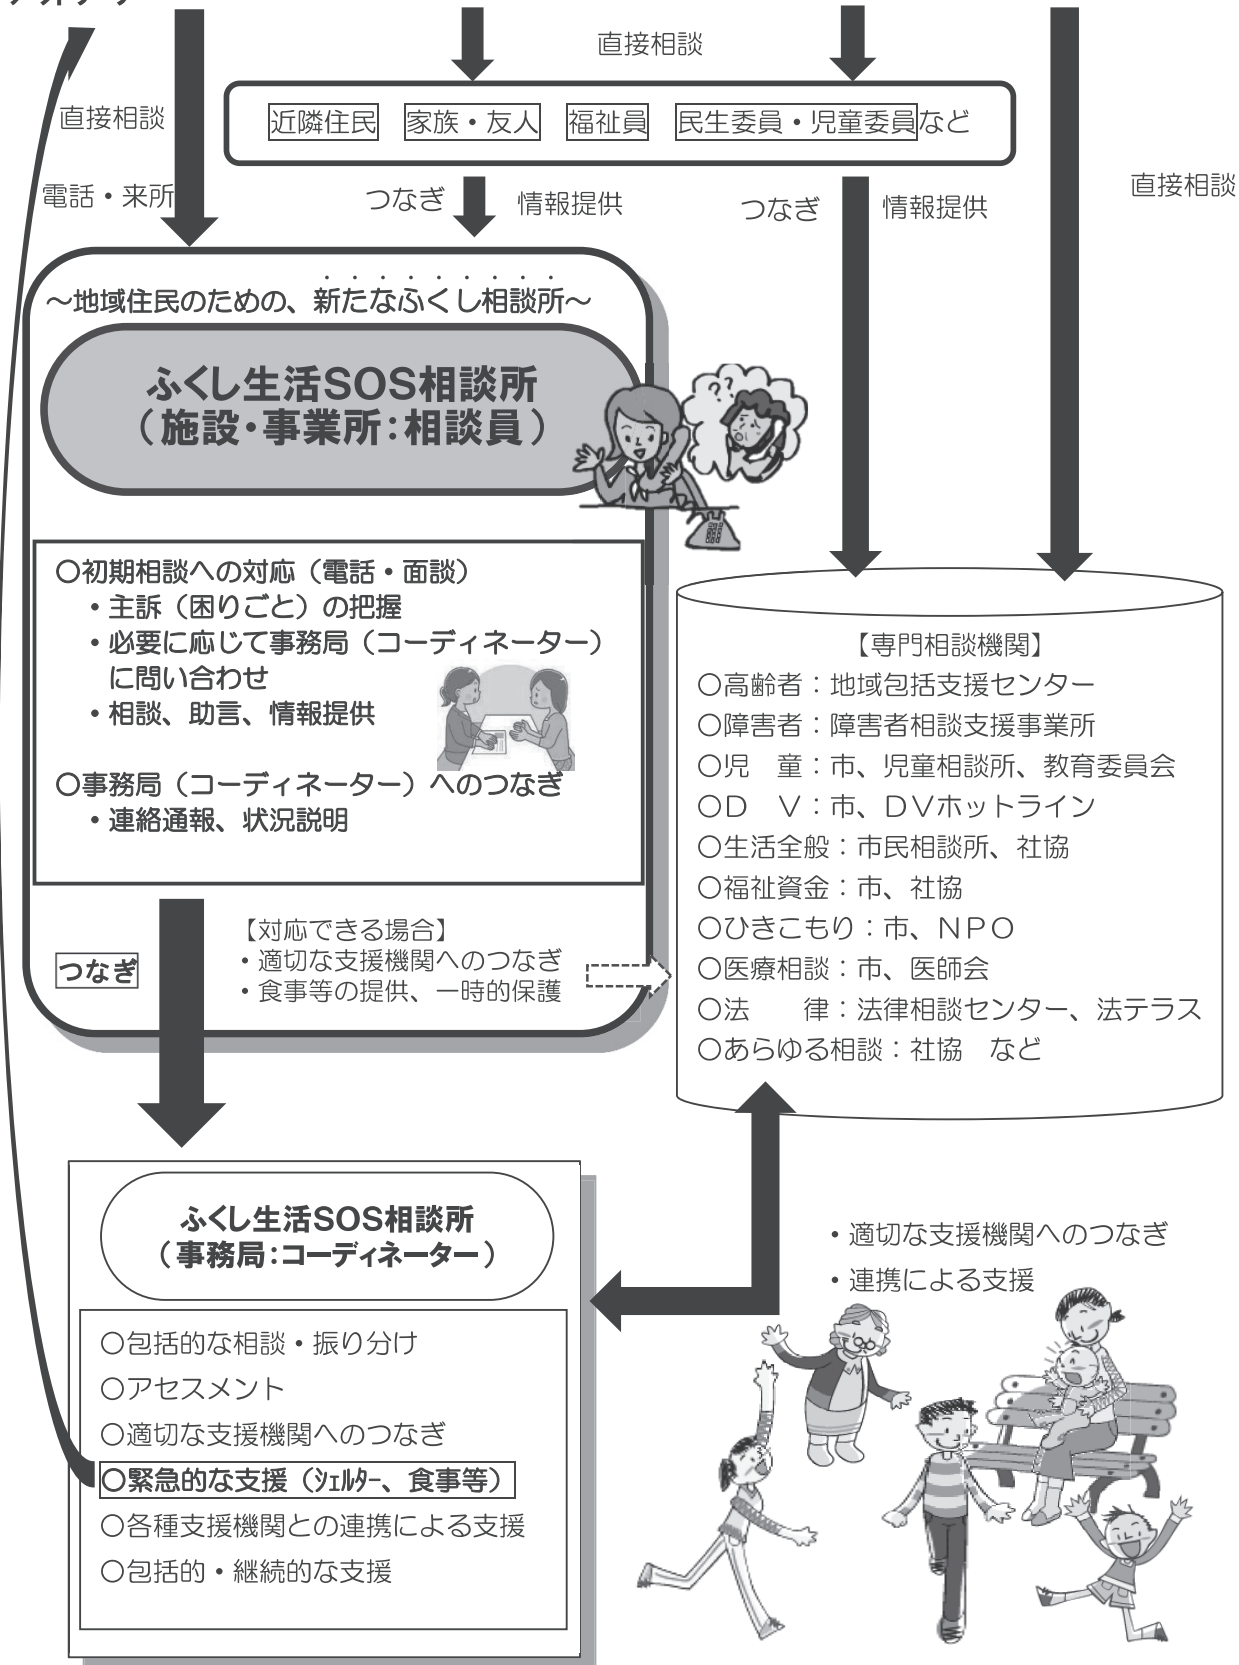 直接相談
直接相談
近隣住民　家族・友人　福祉員　民生委員・児童委員など
直接相談
電話・来所
つなぎ　情報提供
つなぎ　情報提供
～地域住民のための、新たなふくし相談所～
ふくし生活SOS相談所
（施設・事業所：相談員）
？？
○初期相談への対応（電話・面談）
・主訴（困りごと）の把握
・必要に応じて事務局（コーディネーター）
に問い合わせ
・相談、助言、情報提供
○事務局（コーディネーター）へのつなぎ
・連絡通報、状況説明
つなぎ
【対応できる場合】
・適切な支援機関へのつなぎ
・食事等の提供、一時的保護
【専門相談機関】
○高齢者：地域包括支援センター
○障害者：障害者相談支援事業所
○児　童：市、児童相談所、教育委員会
○Ｄ　Ｖ：市、ＤＶホットライン
○生活全般：市民相談所、社協
○福祉資金：市、社協
○ひきこもり：市、ＮＰＯ
○医療相談：市、医師会
○法　　律：法律相談センター、法テラス
○あらゆる相談：社協　など
ふくし生活SOS相談所
（事務局：コーディネーター）
○包括的な相談・振り分け
○アセスメント
○適切な支援機関へのつなぎ
○緊急的な支援（ｼｪﾙﾀｰ、食事等）
○各種支援機関との連携による支援
○包括的・継続的な支援
・適切な支援機関へのつなぎ
・連携による支援